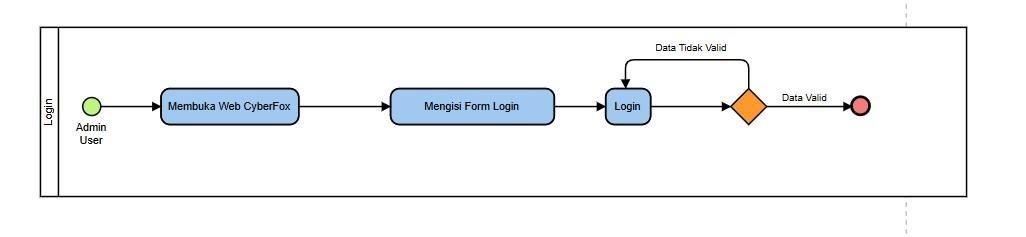 Login
Admin
User
Membuka Web CyberFox
Mengisi Form Login
Login
Data Tidak Valid
Data Valid